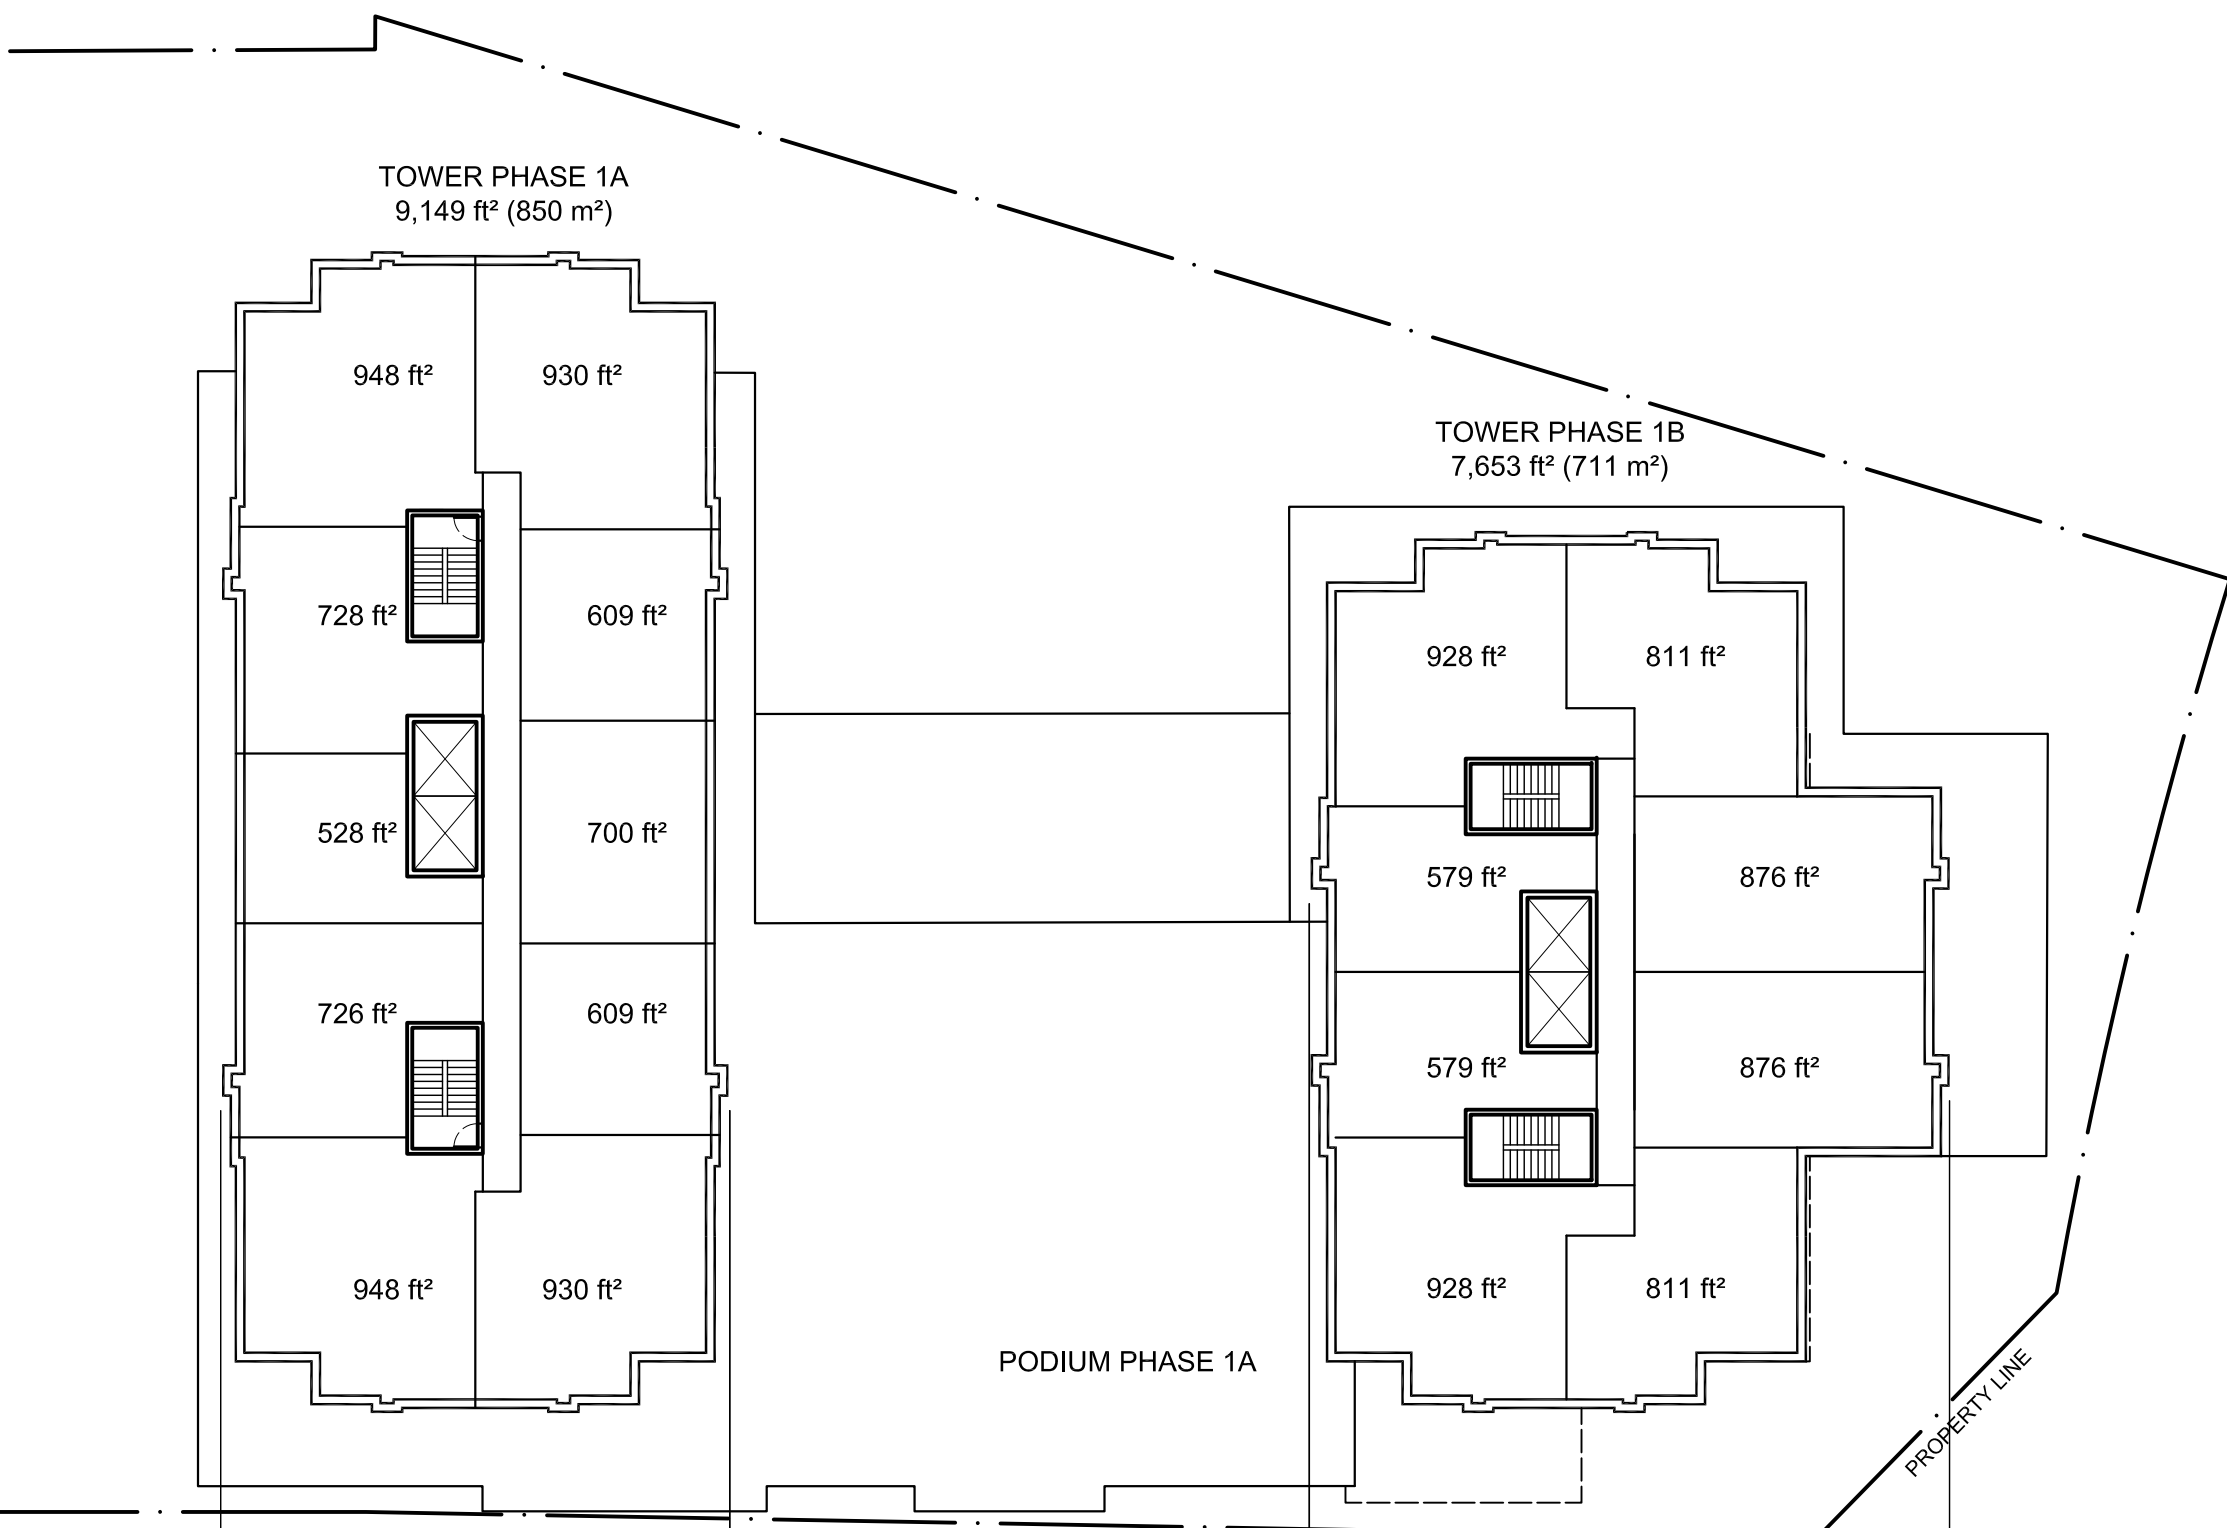 TOWER PHASE 1A
9,149 ft² (850 m²)
948 ft²
930 ft²
728 ft²
609 ft²
528 ft²
700 ft²
726 ft²
609 ft²
948 ft²
930 ft²
TOWER PHASE 1B
7,653 ft² (711 m²)
928 ft²
811 ft²
579 ft²
876 ft²
579 ft²
876 ft²
928 ft²
811 ft²
PODIUM PHASE 1A
PROPERTY LINE